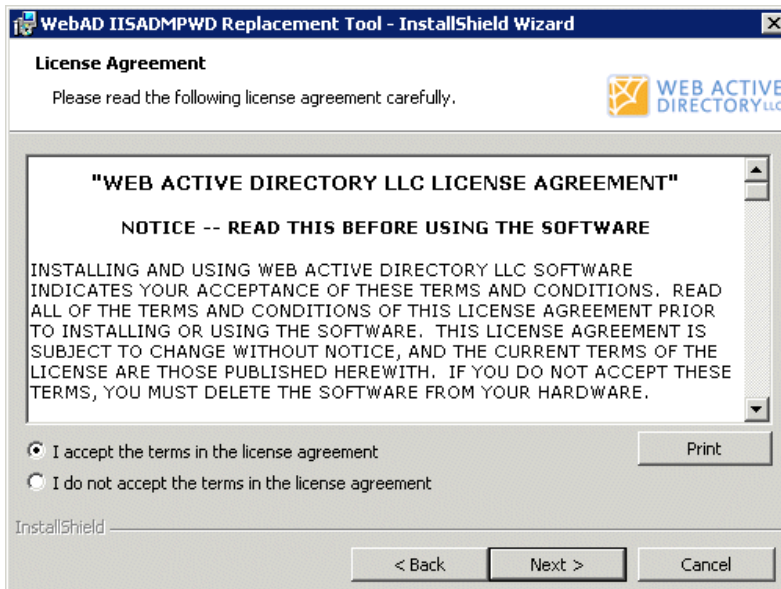 WebAD IISADMPWD Replacement Tool - InstallShield Wizard
License Agreement
Please read the following license agreement carefully.
WEB ACTIVE
DIRECTORY LLC
"WEB ACTIVE DIRECTORY LLC LICENSE AGREEMENT"
NOTICE -- READ THIS BEFORE USING THE SOFTWARE
INSTALLING AND USING WEB ACTIVE DIRECTORY LLC SOFTWARE
INDICATES YOUR ACCEPTANCE OF THESE TERMS AND CONDITIONS.  READ
ALL OF THE TERMS AND CONDITIONS OF THIS LICENSE AGREEMENT PRIOR
TO INSTALLING OR USING THE SOFTWARE.  THIS LICENSE AGREEMENT IS
SUBJECT TO CHANGE WITHOUT NOTICE, AND THE CURRENT TERMS OF THE
LICENSE ARE THOSE PUBLISHED HEREWITH.  IF YOU DO NOT ACCEPT THESE
TERMS, YOU MUST DELETE THE SOFTWARE FROM YOUR HARDWARE.
I accept the terms in the license agreement
Print
I do not accept the terms in the license agreement
InstallShield
< Back
Next >
Cancel